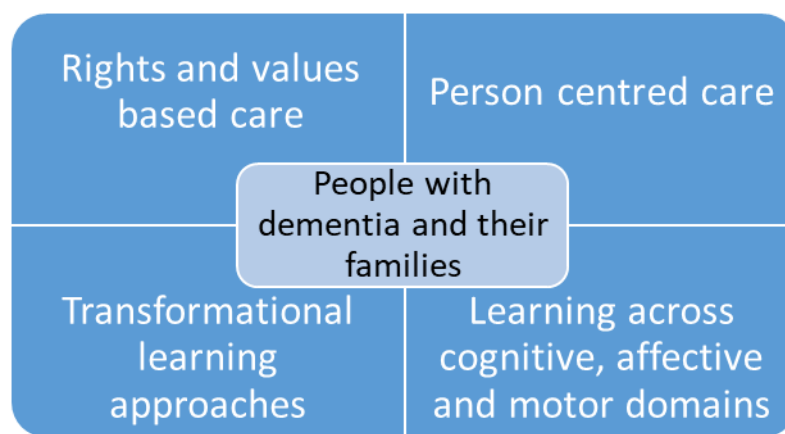 Rights and values
based care
Person centred care
People with
dementia and their
families
Transformational
learning
approaches
Learning across
cognitive, affective
and motor domains